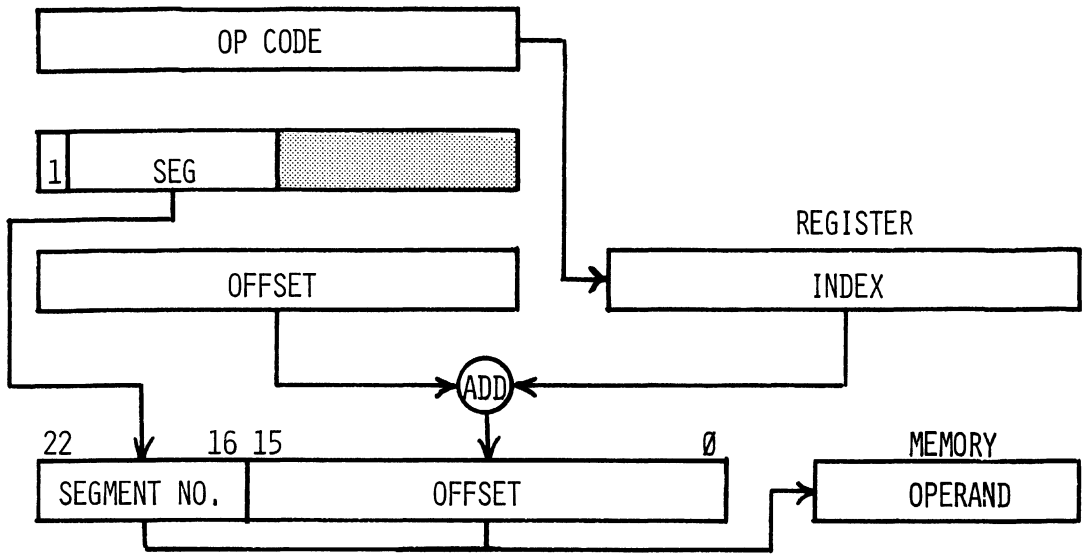 OP CODE
1 SEG
REGISTER
OFFSET
INDEX
ADD
22 16 15 Ø
MEMORY
SEGMENT NO. OFFSET
OPERAND